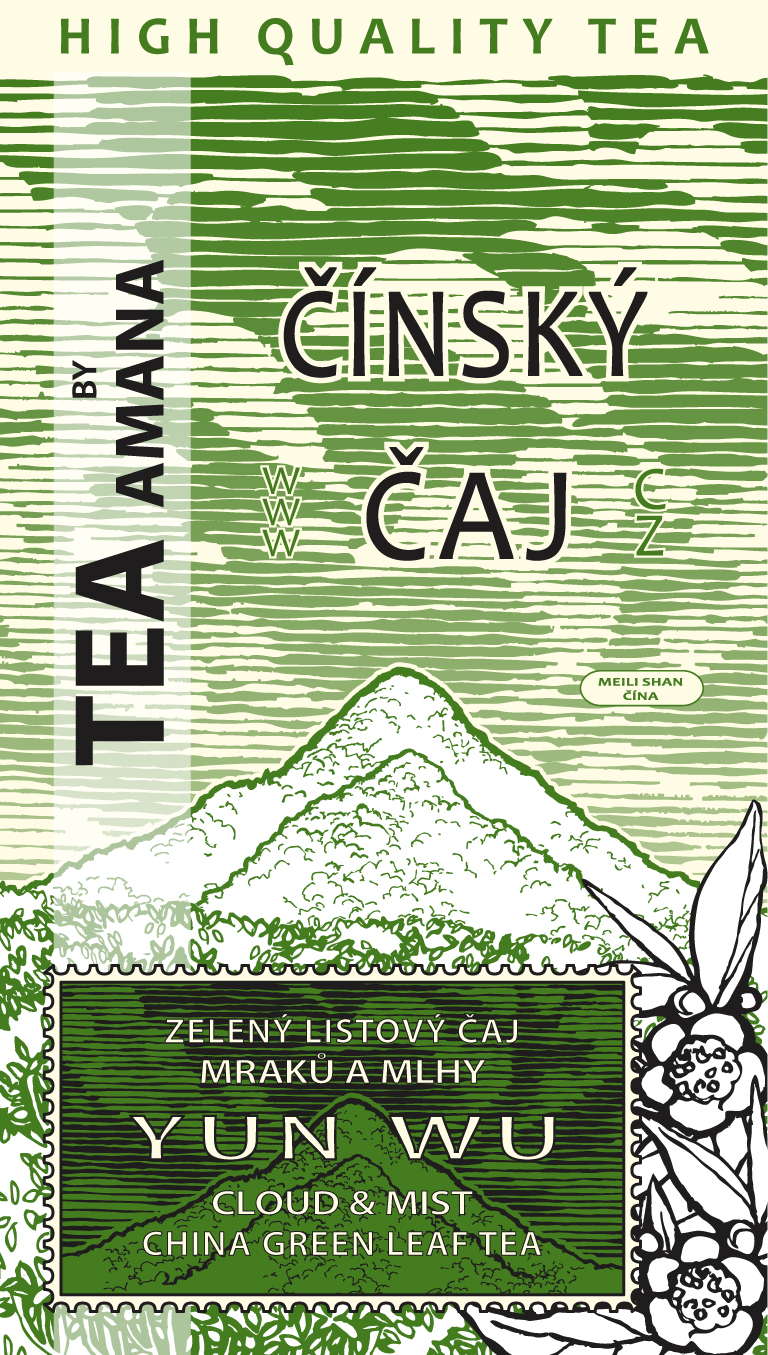 HIGH QUALITY TEA
TEA BY AMANA
ČÍNSKÝ
WWW ČAJ CZ
MEILI SHAN
ČÍNA
ZELENÝ LISTOVÝ ČAJ
MRAKŮ A MLHY
YUN WU
CLOUD & MIST
CHINA GREEN LEAF TEA